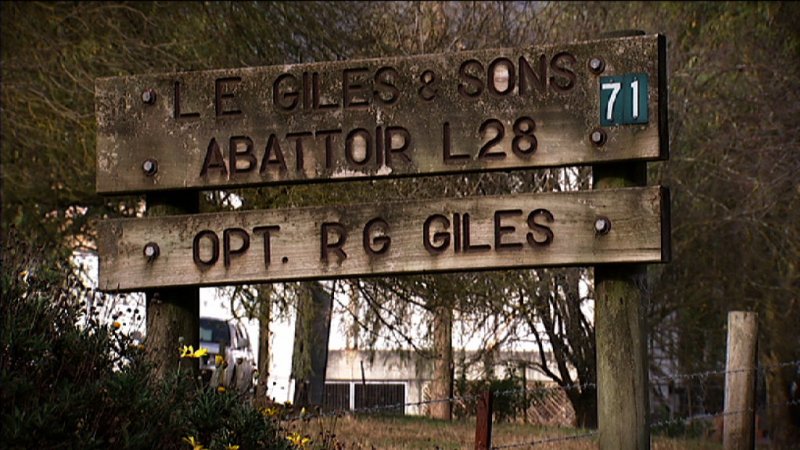 L E GILES & SONS
71
ABATTOIR L28
OPT. R G GILES